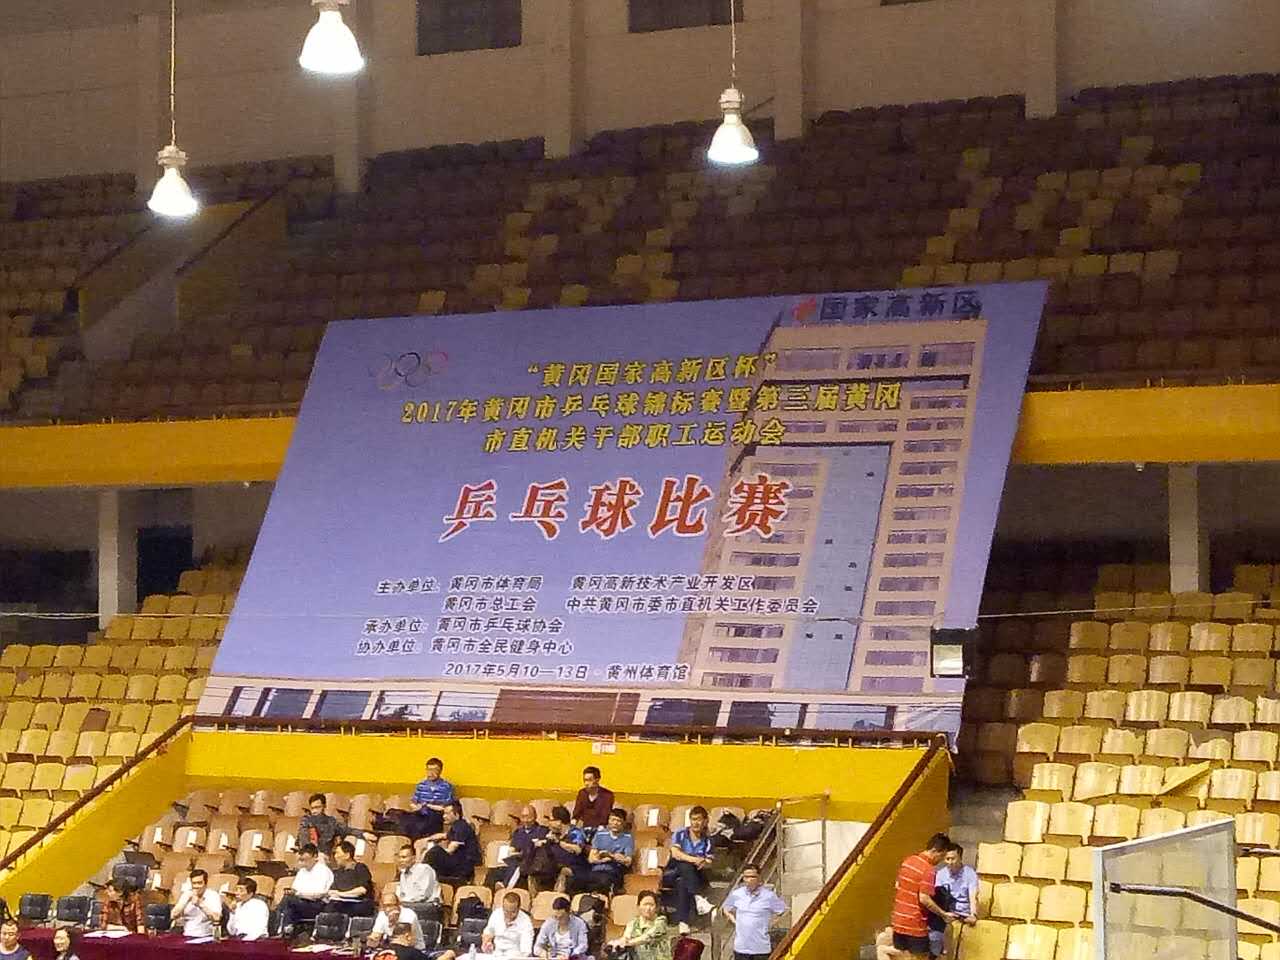 国家高新区
“黄冈国家高新区杯”
2017年黄冈市乒乓球锦标赛暨第三届黄冈
市直机关干部职工运动会
乒乓球比赛
主办单位：黄冈市体育局 黄冈高新技术产业开发区
黄冈市总工会 中共黄冈市委市直机关工作委员会
承办单位：黄冈市乒乓球协会
协办单位：黄冈市全民健身中心
2017年5月10—13日·黄州体育馆